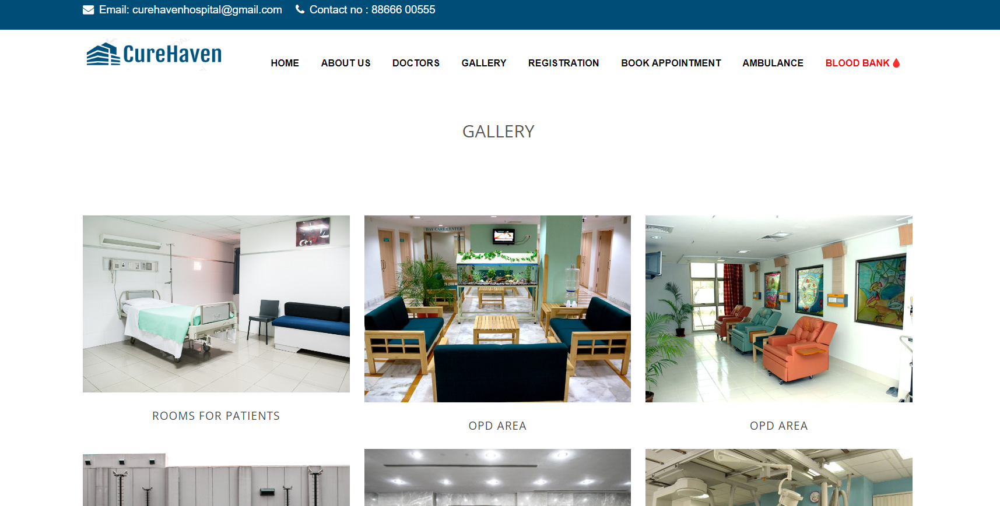 Email: curehavenhospital@gmail.com Contact no : 88666 00555
CureHaven
HOME ABOUT US DOCTORS GALLERY REGISTRATION BOOK APPOINTMENT AMBULANCE BLOOD BANK
GALLERY
DAY CARE CENTER
ROOMS FOR PATIENTS
OPD AREA
OPD AREA